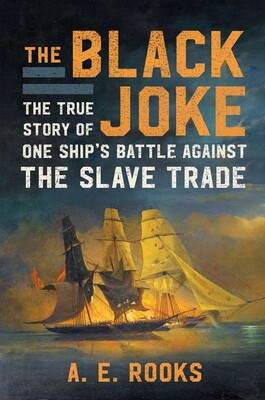 THE BLACK
JOKE
THE TRUE
STORY OF
ONE SHIP'S BATTLE AGAINST
THE SLAVE TRADE
A. E. ROOKS